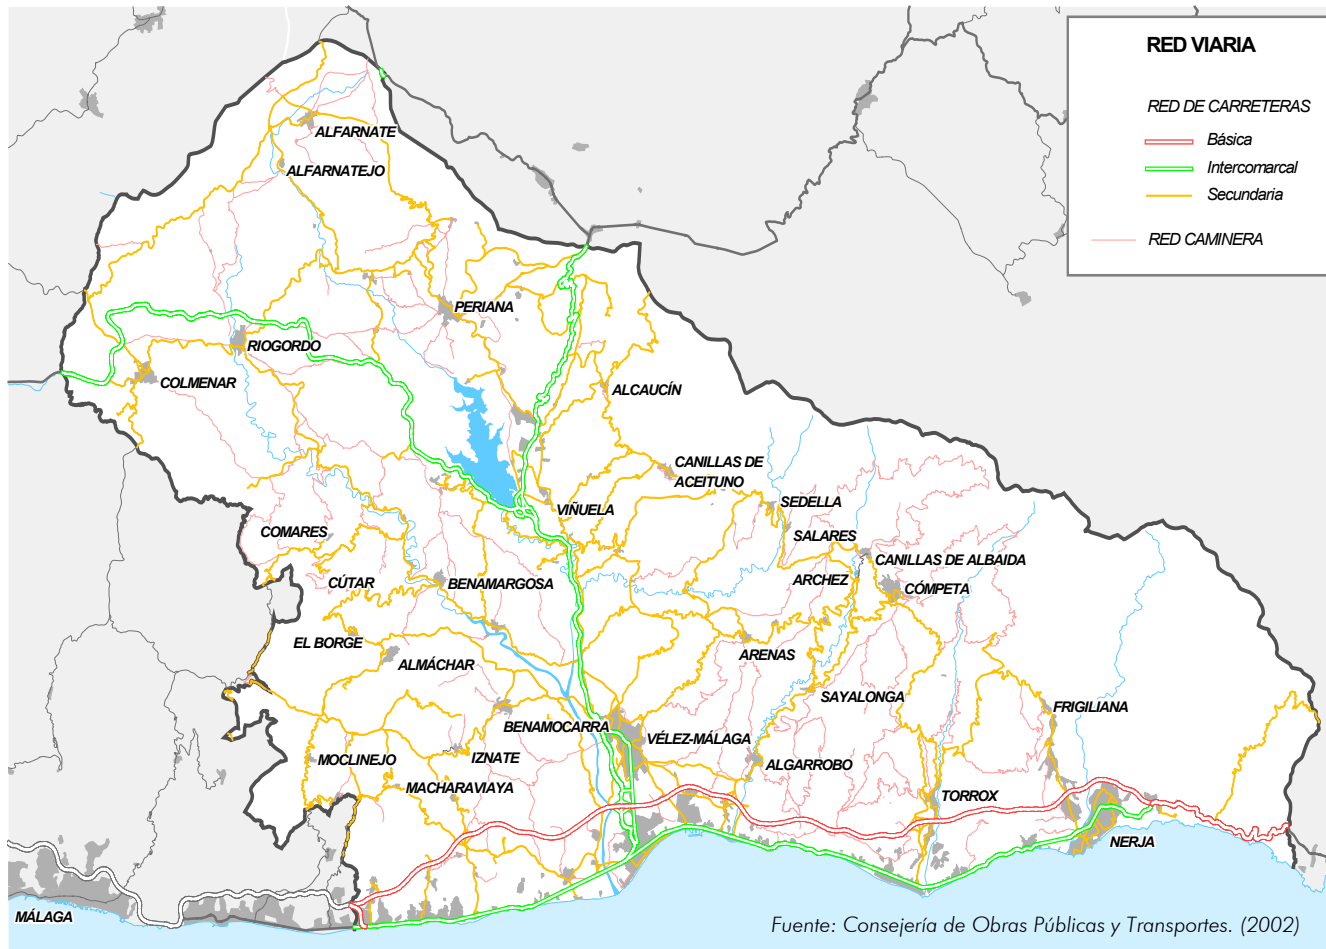 RED VIARIA
RED DE CARRETERAS
Básica
Intercomarcal
Secundaria
RED CAMINERA
ALFARNATE
ALFARNATEJO
PERIANA
RIOGORDO
COLMENAR
ALCAUCÍN
CANILLAS DE
ACEITUNO
SEDELLA
VIÑUELA
SALARES
COMARES
CANILLAS DE ALBAIDA
ARCHEZ
CÚTAR
BENAMARGOSA
CÓMPETA
EL BORGE
ARENAS
ALMÁCHAR
SAYALONGA
FRIGILIANA
BENAMOCARRA
VÉLEZ-MÁLAGA
MOCLINEJO
IZNATE
ALGARROBO
MACHARAVIAYA
TORROX
NERJA
MÁLAGA
Fuente: Consejería de Obras Públicas y Transportes. (2002)